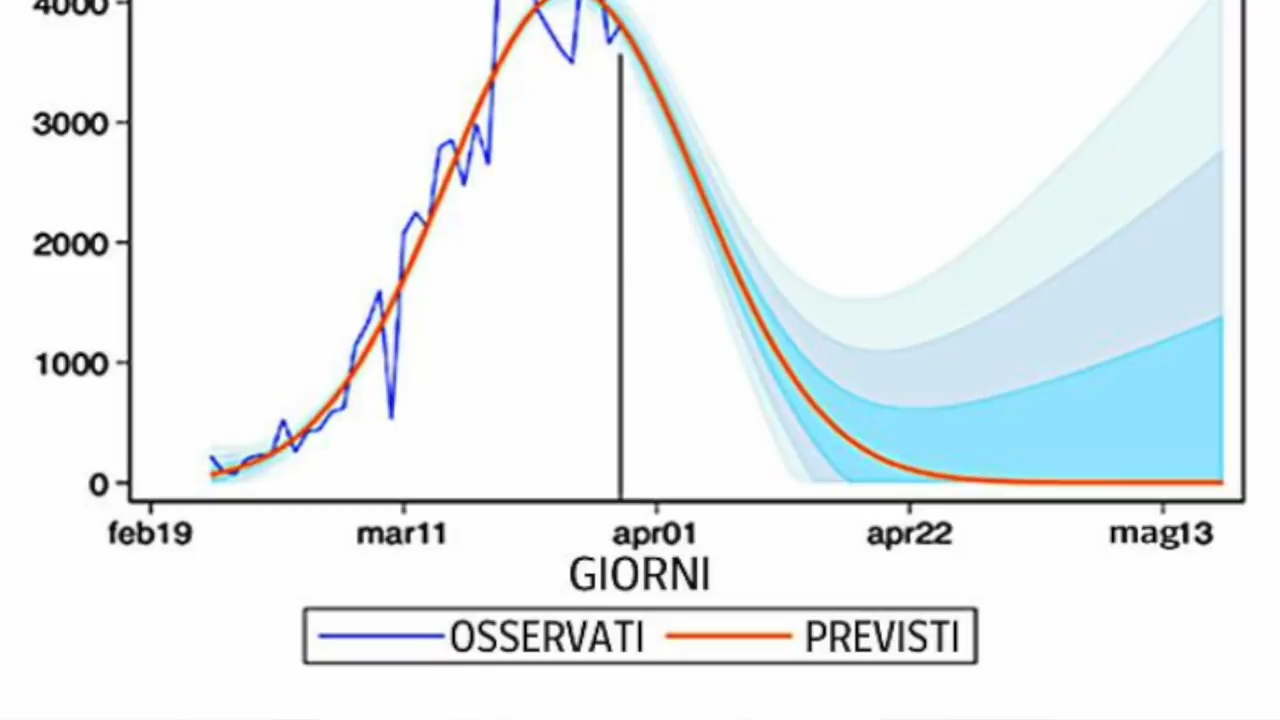 4000
3000
2000
1000
0
feb19 mar11 apr01 apr22 mag13
GIORNI
OSSERVATI PREVISTI